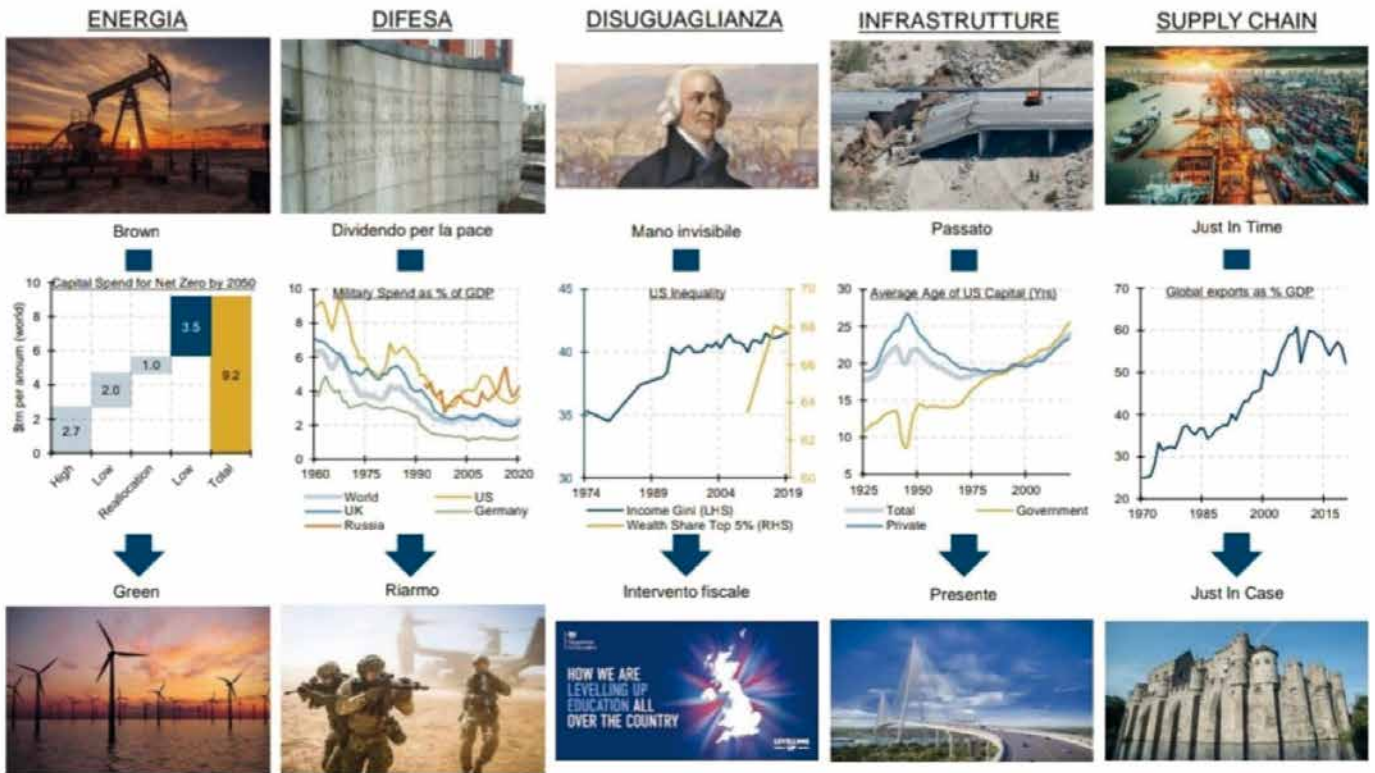 ENERGIA
DIFESA
DISUGUAGLIANZA
INFRASTRUTTURE
SUPPLY CHAIN
Brown
Dividendo per la pace
Mano invisibile
Passato
Just In Time
Capital Spend for Net Zero by 2050
$trn per annum (world)
10
8
6
4
2
0
2.7
2.0
1.0
3.5
9.2
High
Low
Reallocation
Low
Total
Military Spend as % of GDP
10
8
6
4
2
0
1960
1975
1990
2005
2020
World
US
UK
Germany
Russia
US Inequality
45
40
35
30
70
68
66
64
62
60
1974
1989
2004
2019
Income Gini (LHS)
Wealth Share Top 5% (RHS)
Average Age of US Capital (Yrs)
30
25
20
15
10
5
1925
1950
1975
2000
Total
Government
Private
Global exports as % GDP
70
60
50
40
30
20
1970
1985
2000
2015
Green
Riarmo
Intervento fiscale
Presente
Just In Case
HOW WE ARE
LEVELLING UP
EDUCATION ALL
OVER THE COUNTRY
LEVELLING
UP